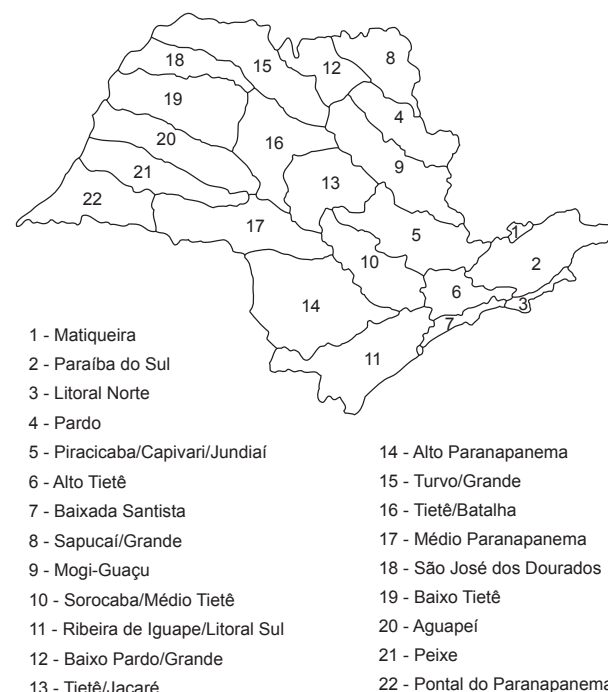 18
15
12
8
19
4
20
16
9
21
13
22
17
5
1
10
2
6
3
14
7
11
1 - Matiqueira
2 - Paraíba do Sul
3 - Litoral Norte
4 - Pardo
5 - Piracicaba/Capivari/Jundiaí
6 - Alto Tietê
7 - Baixada Santista
8 - Sapucaí/Grande
9 - Mogi-Guaçu
10 - Sorocaba/Médio Tietê
11 - Ribeira de Iguape/Litoral Sul
12 - Baixo Pardo/Grande
13 - Tietê/Jacaré
14 - Alto Paranapanema
15 - Turvo/Grande
16 - Tietê/Batalha
17 - Médio Paranapanema
18 - São José dos Dourados
19 - Baixo Tietê
20 - Aguapeí
21 - Peixe
22 - Pontal do Paranapanema